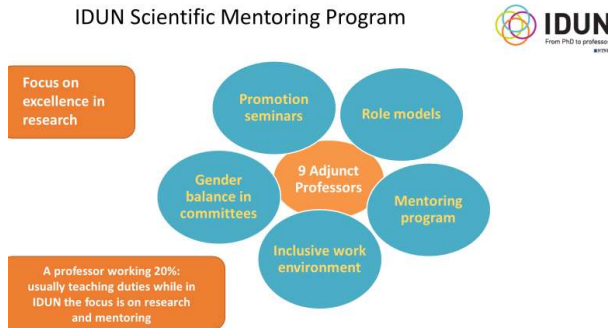 IDUN Scientific Mentoring Program
IDUN
From PhD to professor
Focus on
excellence in
research
Promotion
seminars
Role models
9 Adjunct
Professors
Gender
balance in
committees
Mentoring
program
Inclusive work
environment
A professor working 20%:
usually teaching duties while in
IDUN the focus is on research
and mentoring